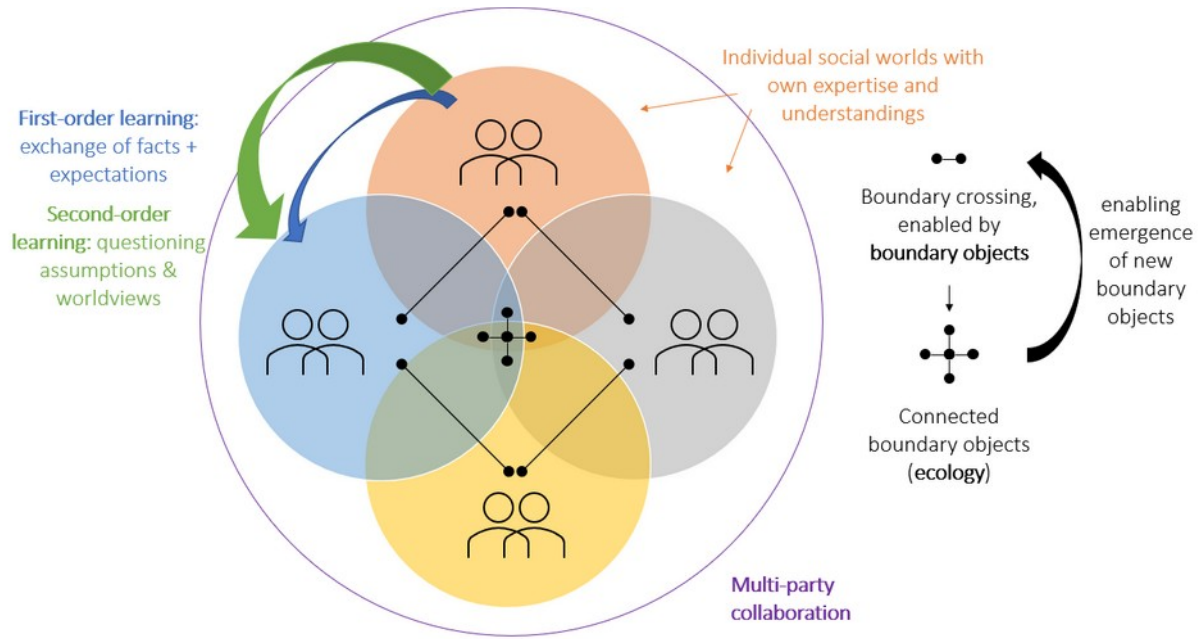 Individual social worlds with
own expertise and
understandings
First-order learning:
exchange of facts +
expectations
Second-order
learning: questioning
assumptions &
worldviews
Boundary crossing,
enabled by
boundary objects
enabling
emergence
of new
boundary
objects
Connected
boundary objects
(ecology)
Multi-party
collaboration